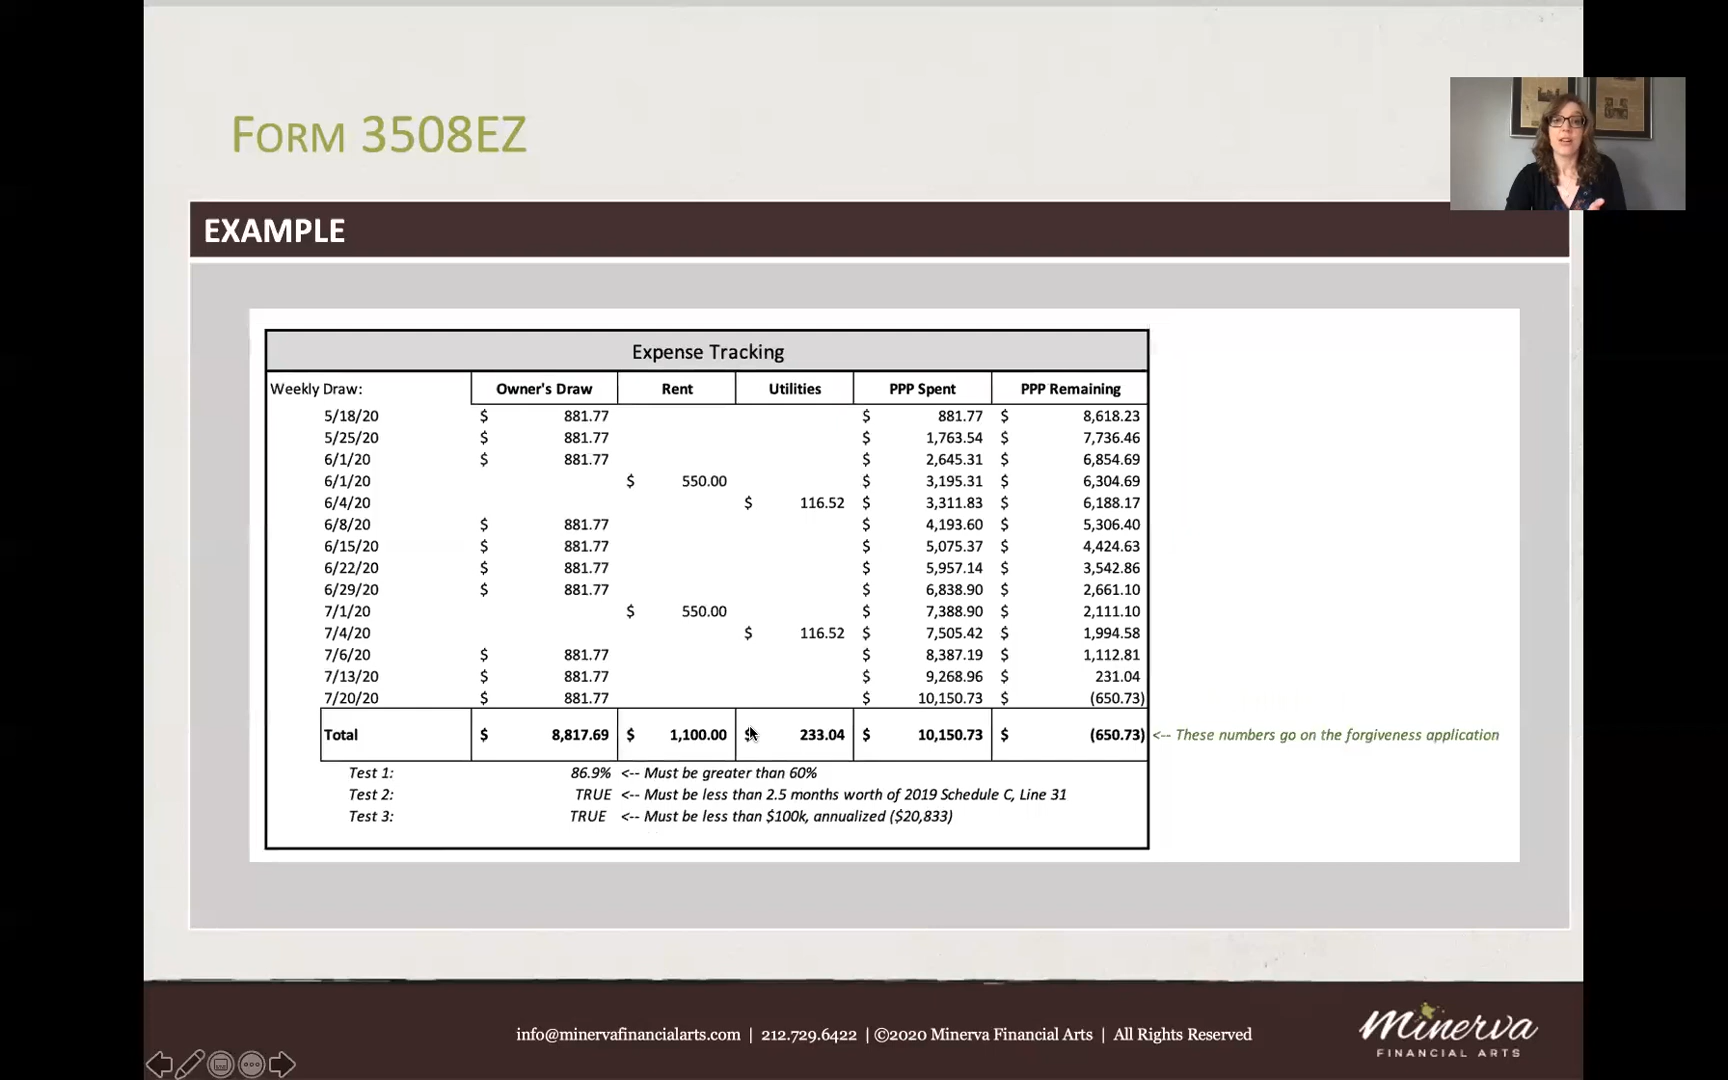 FORM 3508EZ
EXAMPLE
Expense Tracking
Weekly Draw: Owner's Draw Rent Utilities PPP Spent PPP Remaining
5/18/20 $ 881.77 $ 881.77 $ 8,618.23
5/25/20 $ 881.77 $ 1,763.54 $ 7,736.46
6/1/20 $ 881.77 $ 2,645.31 $ 6,854.69
6/1/20 $ 550.00 $ 3,195.31 $ 6,304.69
6/4/20 $ 116.52 $ 3,311.83 $ 6,188.17
6/8/20 $ 881.77 $ 4,193.60 $ 5,306.40
6/15/20 $ 881.77 $ 5,075.37 $ 4,424.63
6/22/20 $ 881.77 $ 5,957.14 $ 3,542.86
6/29/20 $ 881.77 $ 6,838.90 $ 2,661.10
7/1/20 $ 550.00 $ 7,388.90 $ 2,111.10
7/4/20 $ 116.52 $ 7,505.42 $ 1,994.58
7/6/20 $ 881.77 $ 8,387.19 $ 1,112.81
7/13/20 $ 881.77 $ 9,268.96 $ 231.04
7/20/20 $ 881.77 $ 10,150.73 $ (650.73)
Total $ 8,817.69 $ 1,100.00 $ 233.04 $ 10,150.73 $ (650.73) <-- These numbers go on the forgiveness application
Test 1: 86.9% <-- Must be greater than 60%
Test 2: TRUE <-- Must be less than 2.5 months worth of 2019 Schedule C, Line 31
Test 3: TRUE <-- Must be less than $100k, annualized ($20,833)
info@minervafinancialarts.com | 212.729.6422 | ©2020 Minerva Financial Arts | All Rights Reserved
Minerva
FINANCIAL ARTS